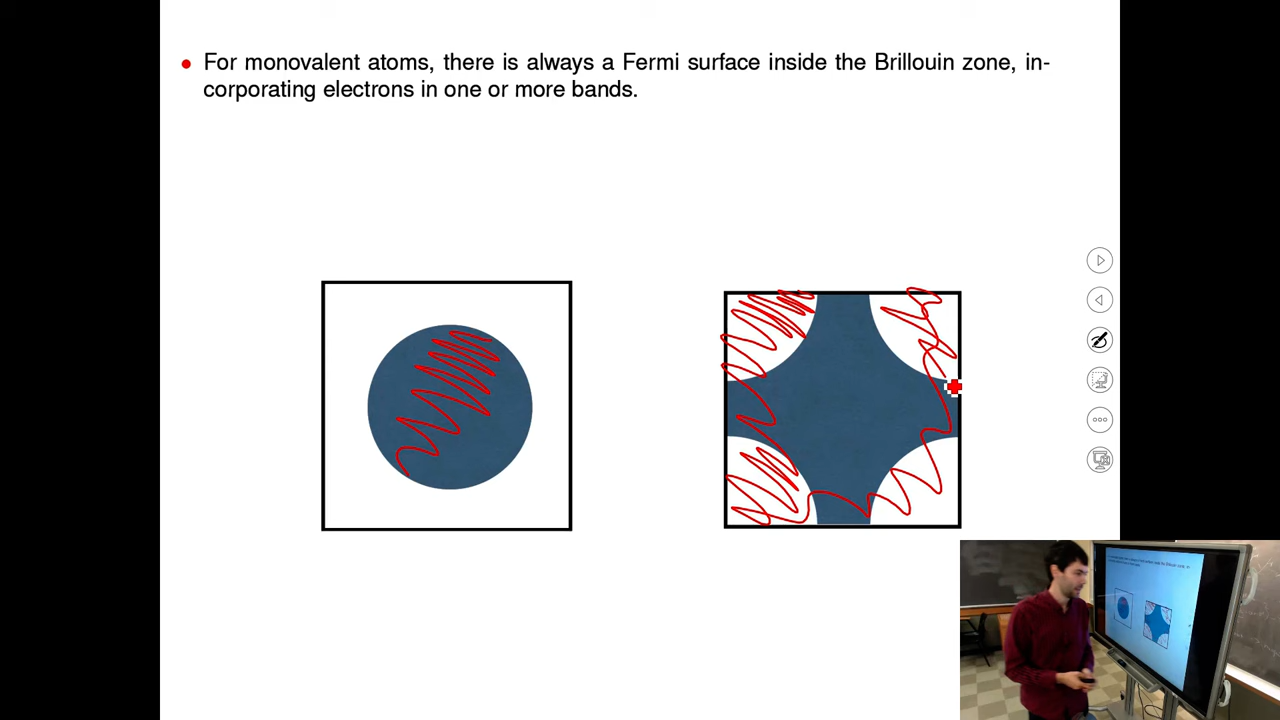 For monovalent atoms, there is always a Fermi surface inside the Brillouin zone, in-
corporating electrons in one or more bands.